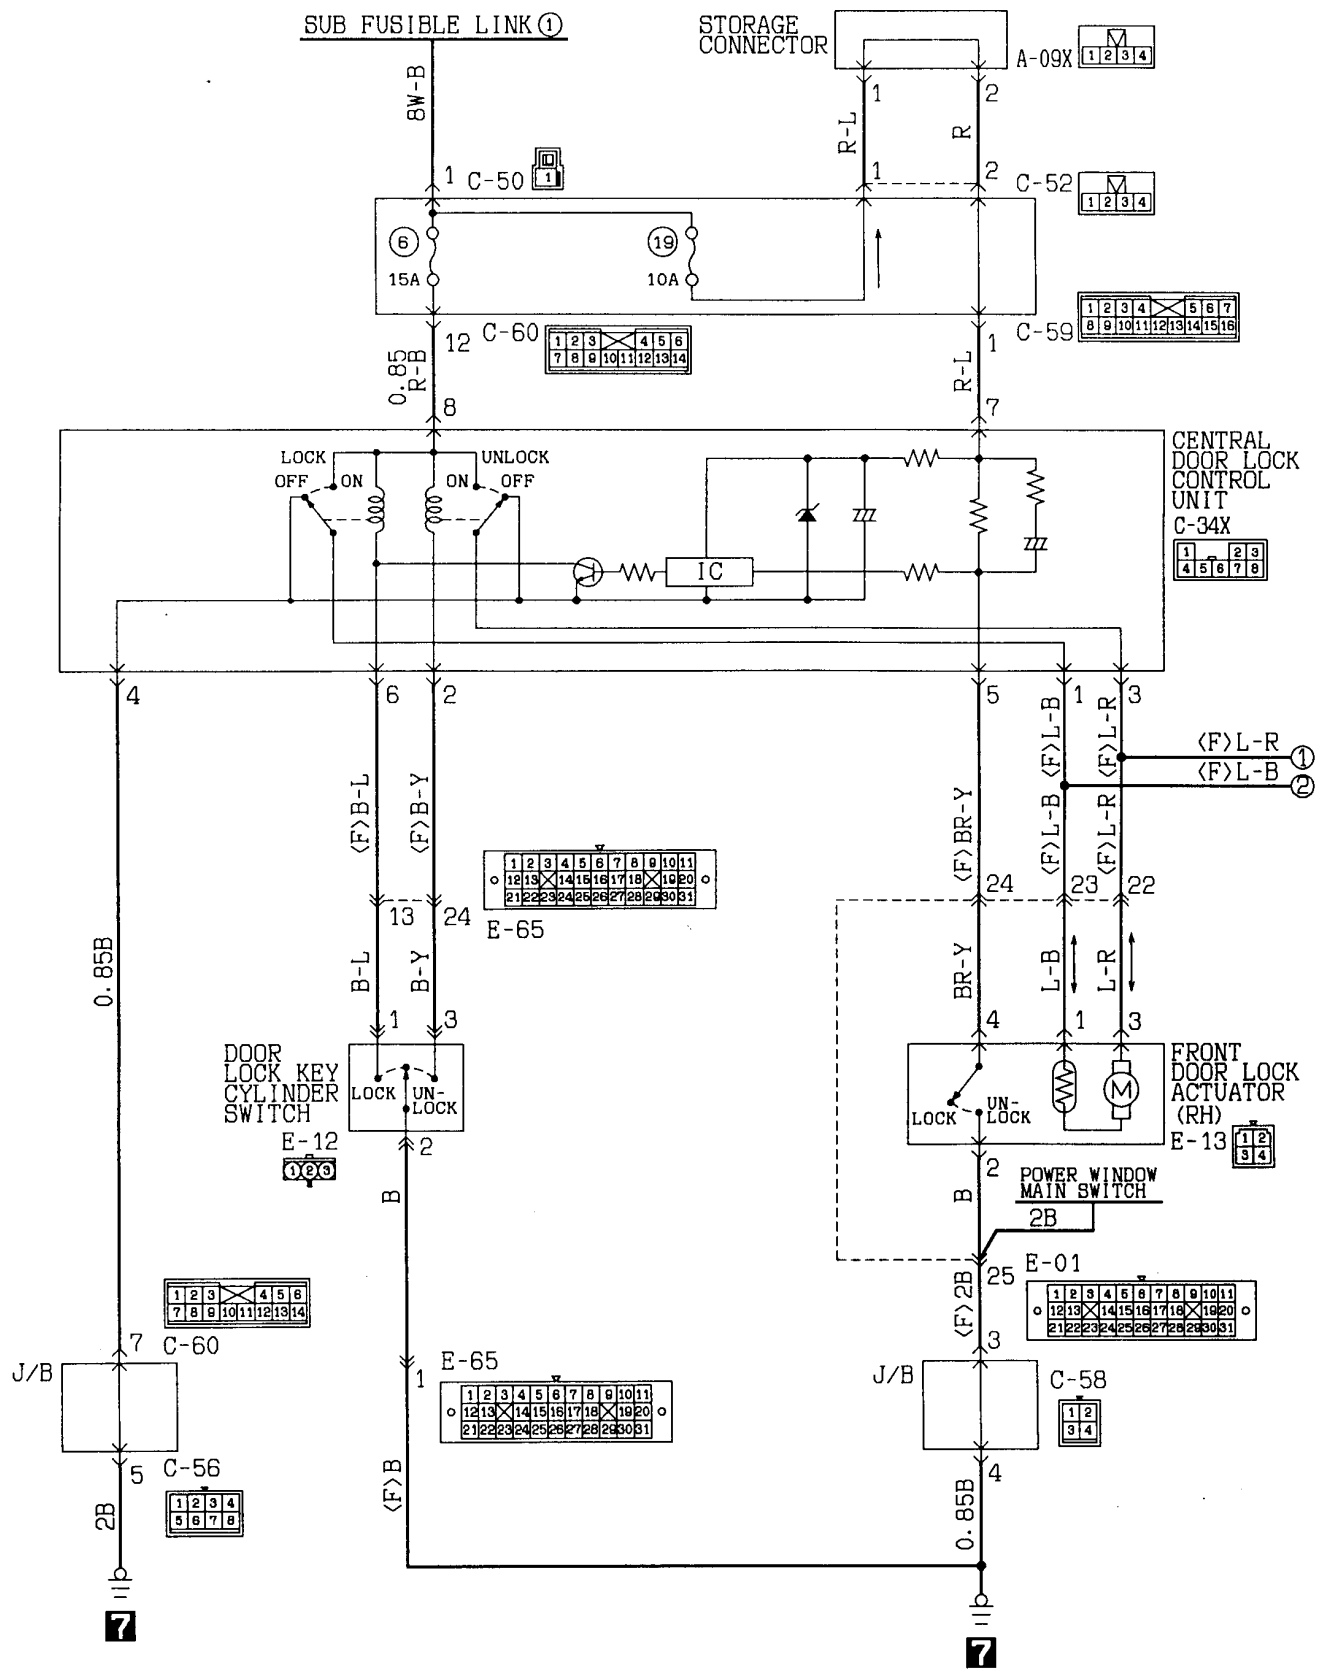 SUB FUSIBLE LINK ①
STORAGE
CONNECTOR
A-09X
1 2 3 4
8W-B
1
2
R-L
R
1
C-50
1
1
2
C-52
1 2 3 4
6
15A
19
10A
12
C-60
1 2 3 4 5 6
7 8 9 10 11 12 13 14
C-59
1 2 3 4 5 6 7
8 9 10 11 12 13 14 15 16
1
0.85
R-B
R-L
8
7
LOCK
OFF
ON
ON
UNLOCK
OFF
IC
CENTRAL
DOOR LOCK
CONTROL
UNIT
C-34X
1 2 3
4 5 6 7 8
4
6
2
5
1
3
<F>L-B
<F>L-R
<F>L-R ①
<F>L-B ②
<F>B-L
<F>B-Y
<F>BR-Y
<F>L-B
<F>L-R
1 2 3 4 5 6 7 8 9 10 11
12 13 14 15 16 17 18 19 20
21 22 23 24 25 26 27 28 29 30 31
E-65
13
24
24
23
22
0.85B
B-L
B-Y
BR-Y
L-B
L-R
1
3
4
1
3
DOOR
LOCK KEY
CYLINDER
SWITCH
E-12
1 2 3
LOCK
UN-
LOCK
2
LOCK
UN-
LOCK
M
FRONT
DOOR LOCK
ACTUATOR
(RH)
E-13
1 2
3 4
2
B
B
POWER WINDOW
MAIN SWITCH
2B
25
E-01
1 2 3 4 5 6 7 8 9 10 11
12 13 14 15 16 17 18 19 20
21 22 23 24 25 26 27 28 29 30 31
<F>2B
1 2 3 4 5 6
7 8 9 10 11 12 13 14
C-60
7
J/B
5
C-56
1 2 3 4
5 6 7 8
2B
7
1
E-65
1 2 3 4 5 6 7 8 9 10 11
12 13 14 15 16 17 18 19 20
21 22 23 24 25 26 27 28 29 30 31
<F>B
3
J/B
C-58
1 2
3 4
4
0.85B
7